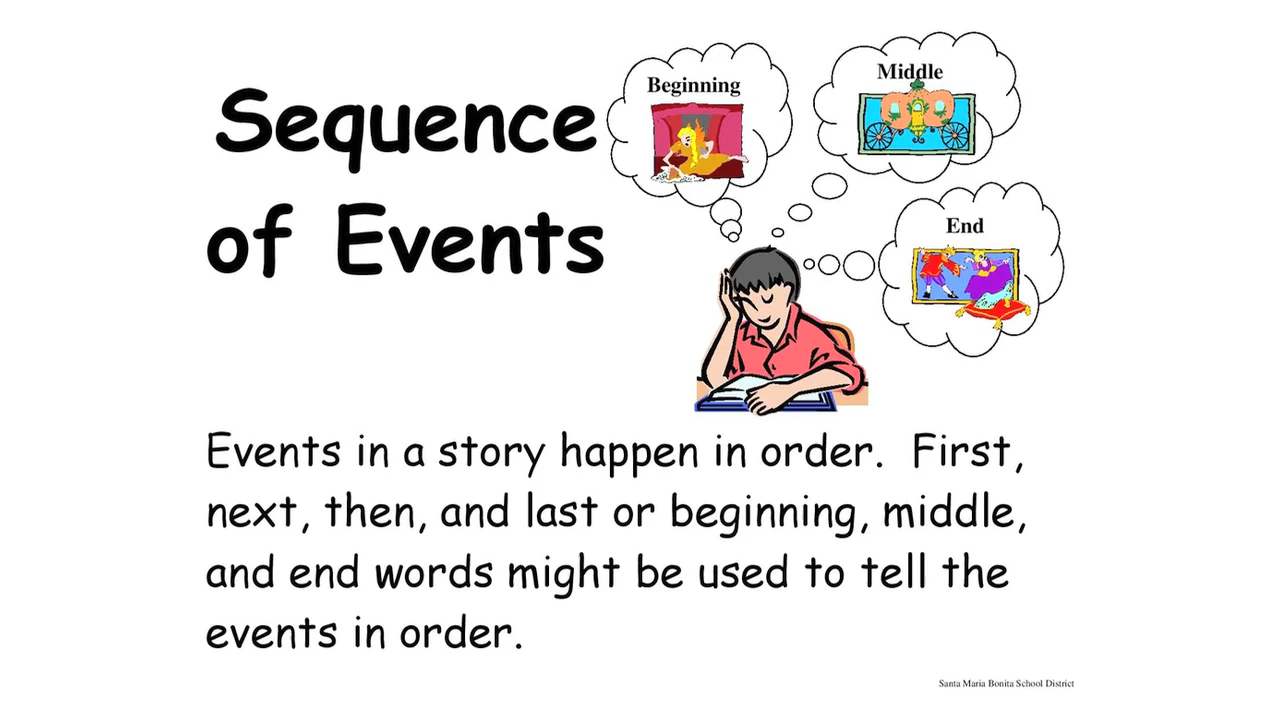 Sequence
of Events
Beginning
Middle
End
Events in a story happen in order.  First,
next, then, and last or beginning, middle,
and end words might be used to tell the
events in order.
Santa Maria Bonita School District